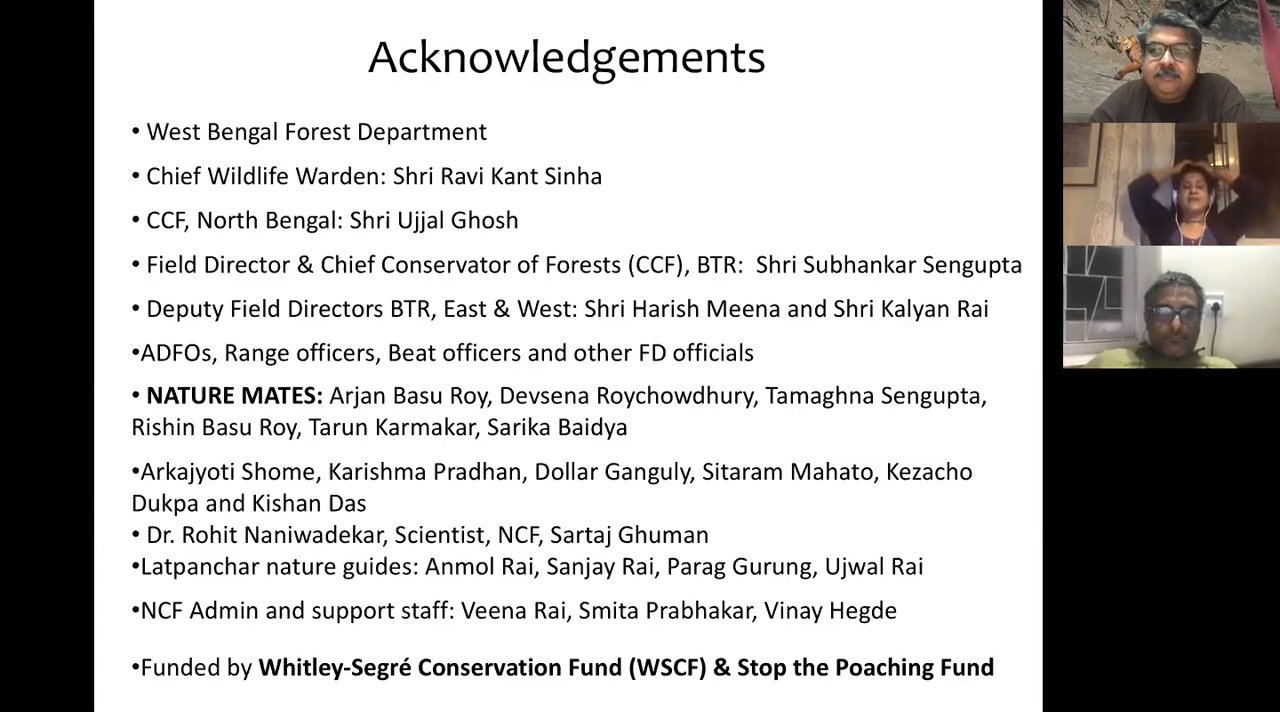 Acknowledgements
• West Bengal Forest Department
• Chief Wildlife Warden: Shri Ravi Kant Sinha
• CCF, North Bengal: Shri Ujjal Ghosh
• Field Director & Chief Conservator of Forests (CCF), BTR:  Shri Subhankar Sengupta
• Deputy Field Directors BTR, East & West: Shri Harish Meena and Shri Kalyan Rai
•ADFOs, Range officers, Beat officers and other FD officials
• NATURE MATES: Arjan Basu Roy, Devsena Roychowdhury, Tamaghna Sengupta,
Rishin Basu Roy, Tarun Karmakar, Sarika Baidya
•Arkajyoti Shome, Karishma Pradhan, Dollar Ganguly, Sitaram Mahato, Kezacho
Dukpa and Kishan Das
• Dr. Rohit Naniwadekar, Scientist, NCF, Sartaj Ghuman
•Latpanchar nature guides: Anmol Rai, Sanjay Rai, Parag Gurung, Ujwal Rai
•NCF Admin and support staff: Veena Rai, Smita Prabhakar, Vinay Hegde
•Funded by Whitley-Segré Conservation Fund (WSCF) & Stop the Poaching Fund